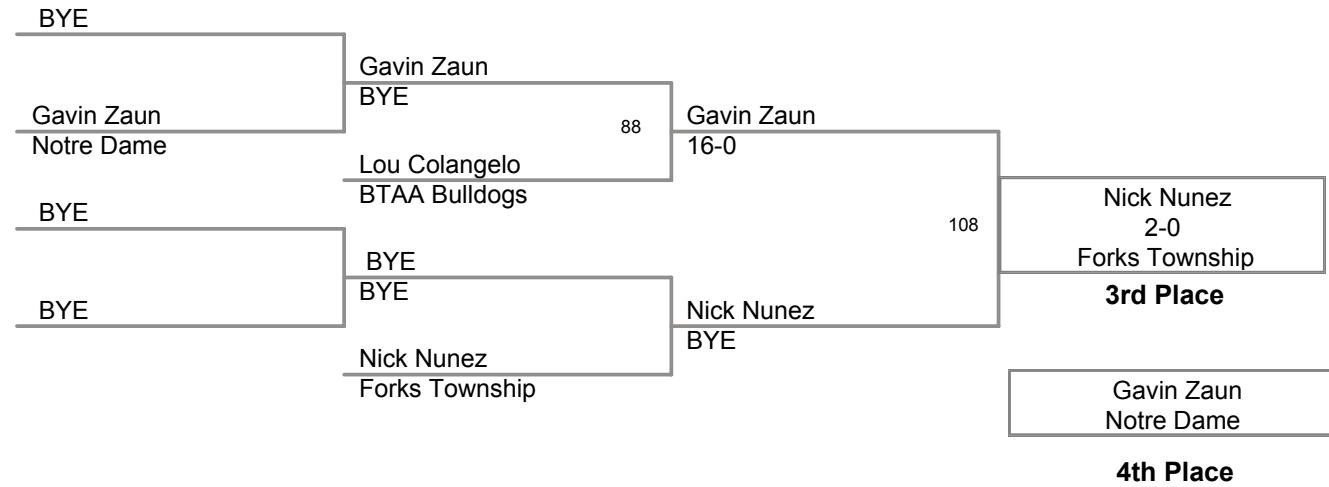 BYE
Gavin Zaun
BYE
Gavin Zaun
Notre Dame
88
Gavin Zaun
16-0
Lou Colangelo
BTAA Bulldogs
BYE
108
Nick Nunez
2-0
Forks Township
3rd Place
BYE
BYE
BYE
Nick Nunez
BYE
Nick Nunez
Forks Township
Gavin Zaun
Notre Dame
4th Place